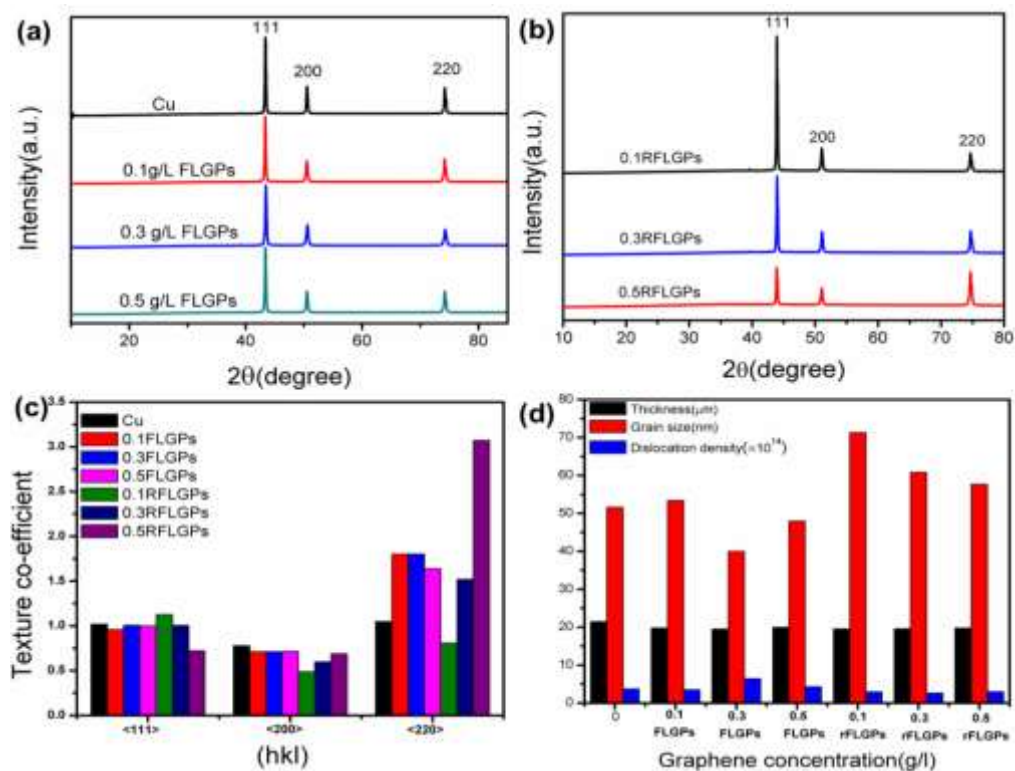 (a)
111
200
220
Cu
0.1g/L FLGPs
0.3 g/L FLGPs
0.5 g/L FLGPs
Intensity(a.u.)
20
40
60
80
2θ(degree)
(b)
111
200
220
0.1RFLGPs
0.3RFLGPs
0.5RFLGPs
Intensity(a.u.)
10
20
30
40
50
60
70
80
2θ(degree)
(c)
3.5
3.0
2.5
2.0
1.5
1.0
0.5
0.0
Texture co-efficient
Cu
0.1FLGPs
0.3FLGPs
0.5FLGPs
0.1RFLGPs
0.3RFLGPs
0.5RFLGPs
<111>
<200>
<220>
(hkl)
(d)
80
70
60
50
40
30
20
10
0
Thickness(μm)
Grain size(nm)
Dislocation density(×10¹⁴)
0
0.1
FLGPs
0.3
FLGPs
0.5
FLGPs
0.1
rFLGPs
0.3
rFLGPs
0.5
rFLGPs
Graphene concentration(g/l)